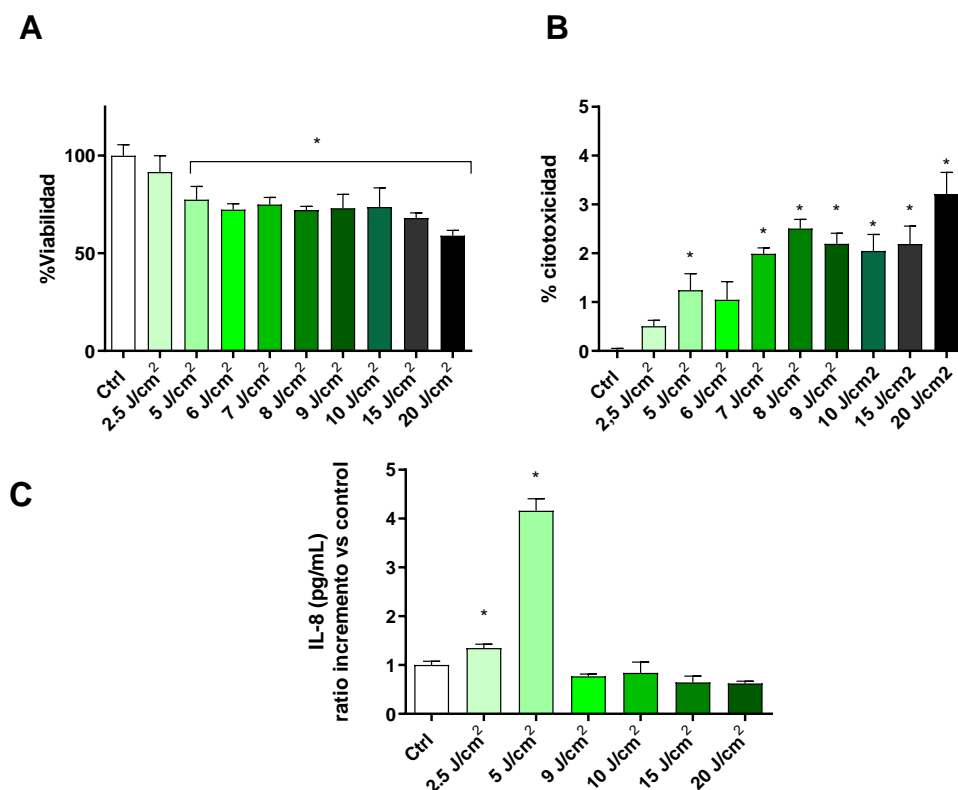 A
%Viabilidad
100
50
0
*
Ctrl
2.5 J/cm²
5 J/cm²
6 J/cm²
7 J/cm²
8 J/cm²
9 J/cm²
10 J/cm²
15 J/cm²
20 J/cm²
B
% citotoxicidad
5
4
3
2
1
0
*
*
*
*
*
*
*
Ctrl
2,5 J/cm²
5 J/cm²
6 J/cm²
7 J/cm²
8 J/cm²
9 J/cm²
10 J/cm2
15 J/cm2
20 J/cm2
C
IL-8 (pg/mL)
ratio incremento vs control
5
4
3
2
1
0
*
*
Ctrl
2.5 J/cm²
5 J/cm²
9 J/cm²
10 J/cm²
15 J/cm²
20 J/cm²